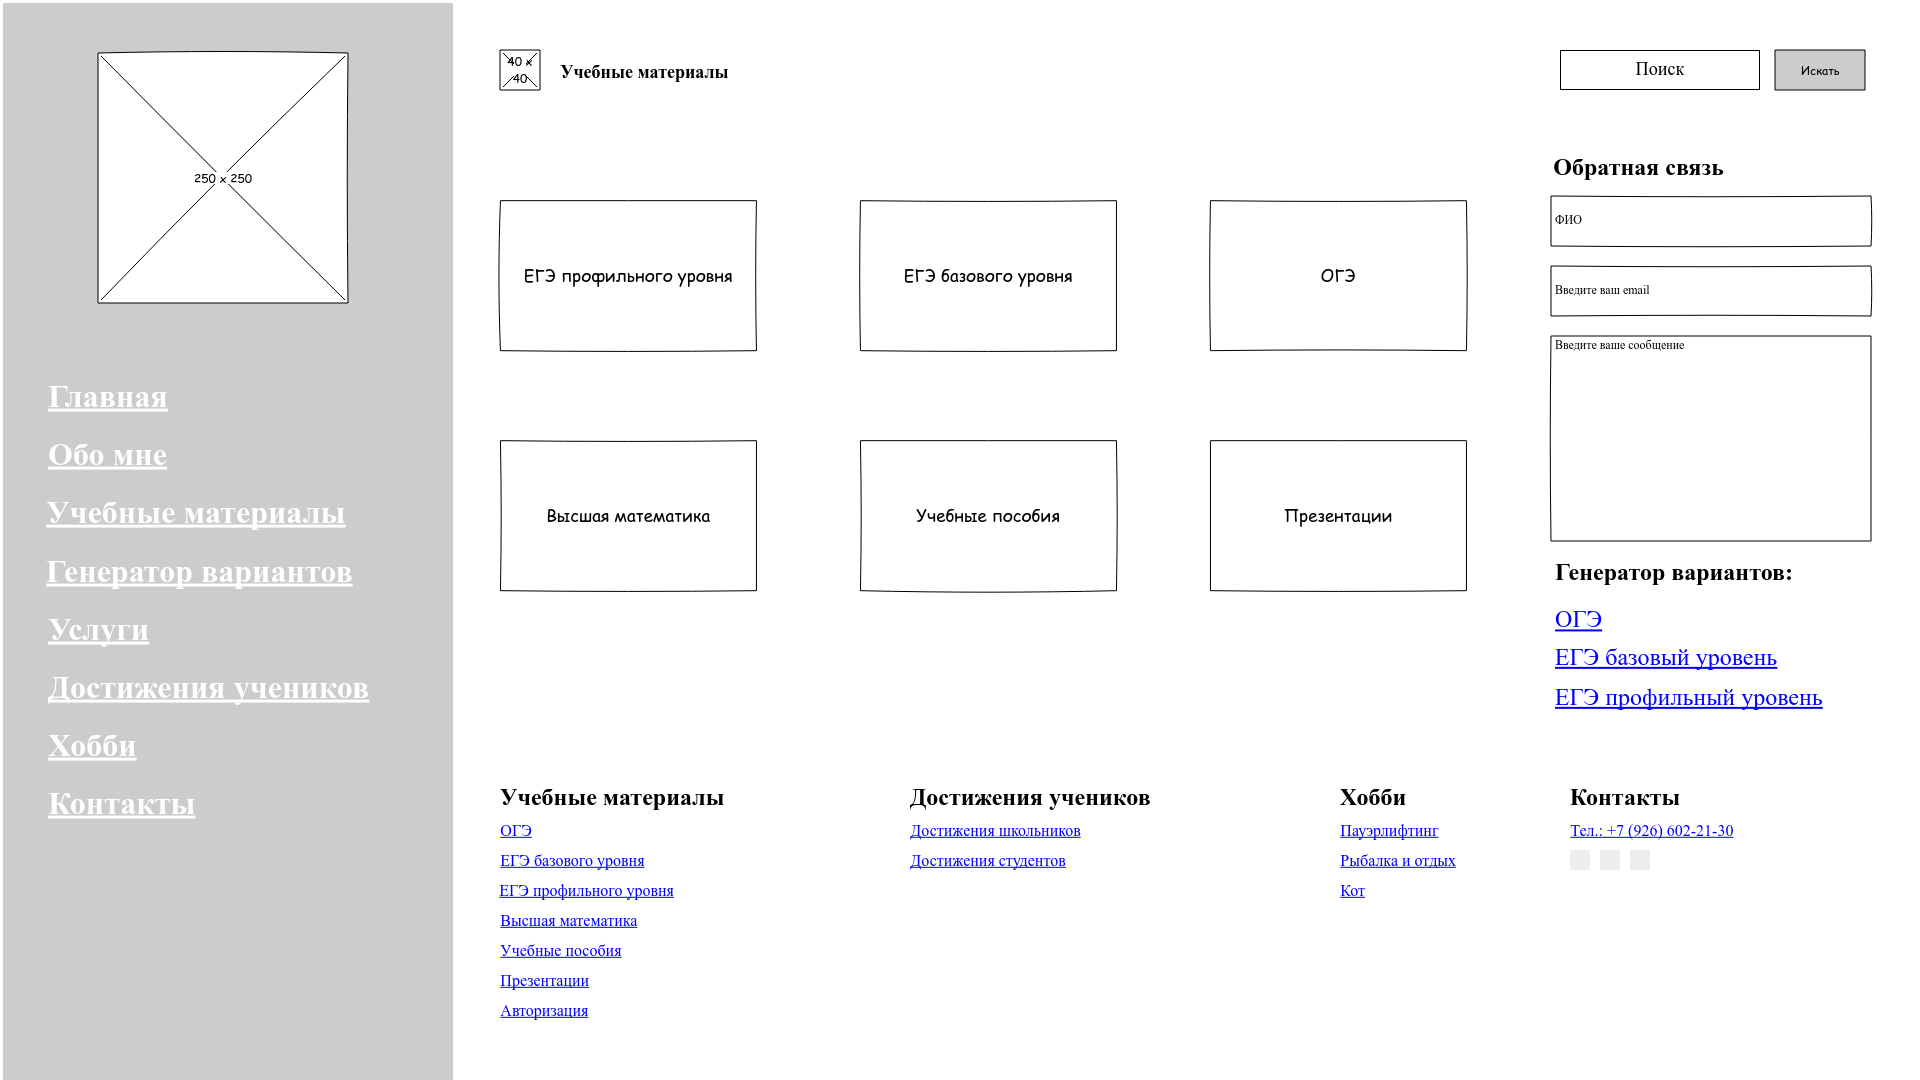 250 x 250
Главная
Обо мне
Учебные материалы
Генератор вариантов
Услуги
Достижения учеников
Хобби
Контакты
40 x
40
Учебные материалы
Поиск
Искать
ЕГЭ профильного уровня
ЕГЭ базового уровня
ОГЭ
Высшая математика
Учебные пособия
Презентации
Обратная связь
ФИО
Введите ваш email
Введите ваше сообщение
Генератор вариантов:
ОГЭ
ЕГЭ базовый уровень
ЕГЭ профильный уровень
Учебные материалы
ОГЭ
ЕГЭ базового уровня
ЕГЭ профильного уровня
Высшая математика
Учебные пособия
Презентации
Авторизация
Достижения учеников
Достижения школьников
Достижения студентов
Хобби
Пауэрлифтинг
Рыбалка и отдых
Кот
Контакты
Тел.: +7 (926) 602-21-30